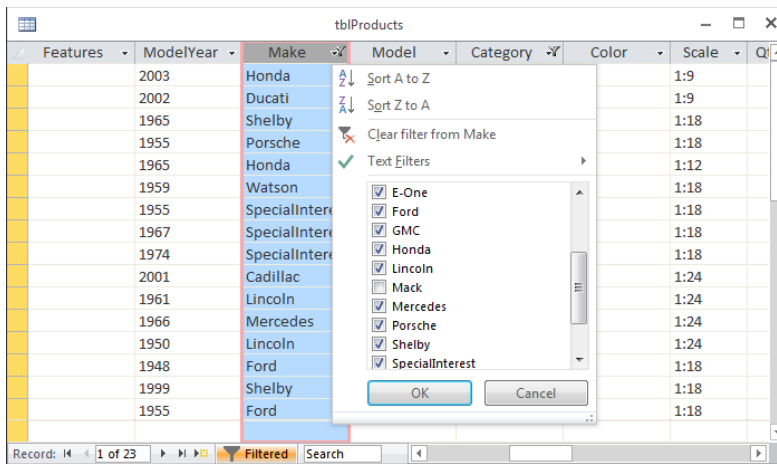 tblProducts
Features ModelYear Make Model Category Color Scale
2003 Honda 1:9
2002 Ducati 1:9
1965 Shelby 1:18
1955 Porsche 1:18
1965 Honda 1:12
1959 Watson 1:18
1955 SpecialInter 1:18
1967 SpecialInter 1:18
1974 SpecialInter 1:18
2001 Cadillac 1:24
1961 Lincoln 1:24
1966 Mercedes 1:24
1950 Lincoln 1:24
1948 Ford 1:18
1999 Shelby 1:18
1955 Ford 1:18
Sort A to Z
Sort Z to A
Clear filter from Make
Text Filters
E-One
Ford
GMC
Honda
Lincoln
Mack
Mercedes
Porsche
Shelby
SpecialInterest
OK Cancel
Record: 1 of 23 Filtered Search